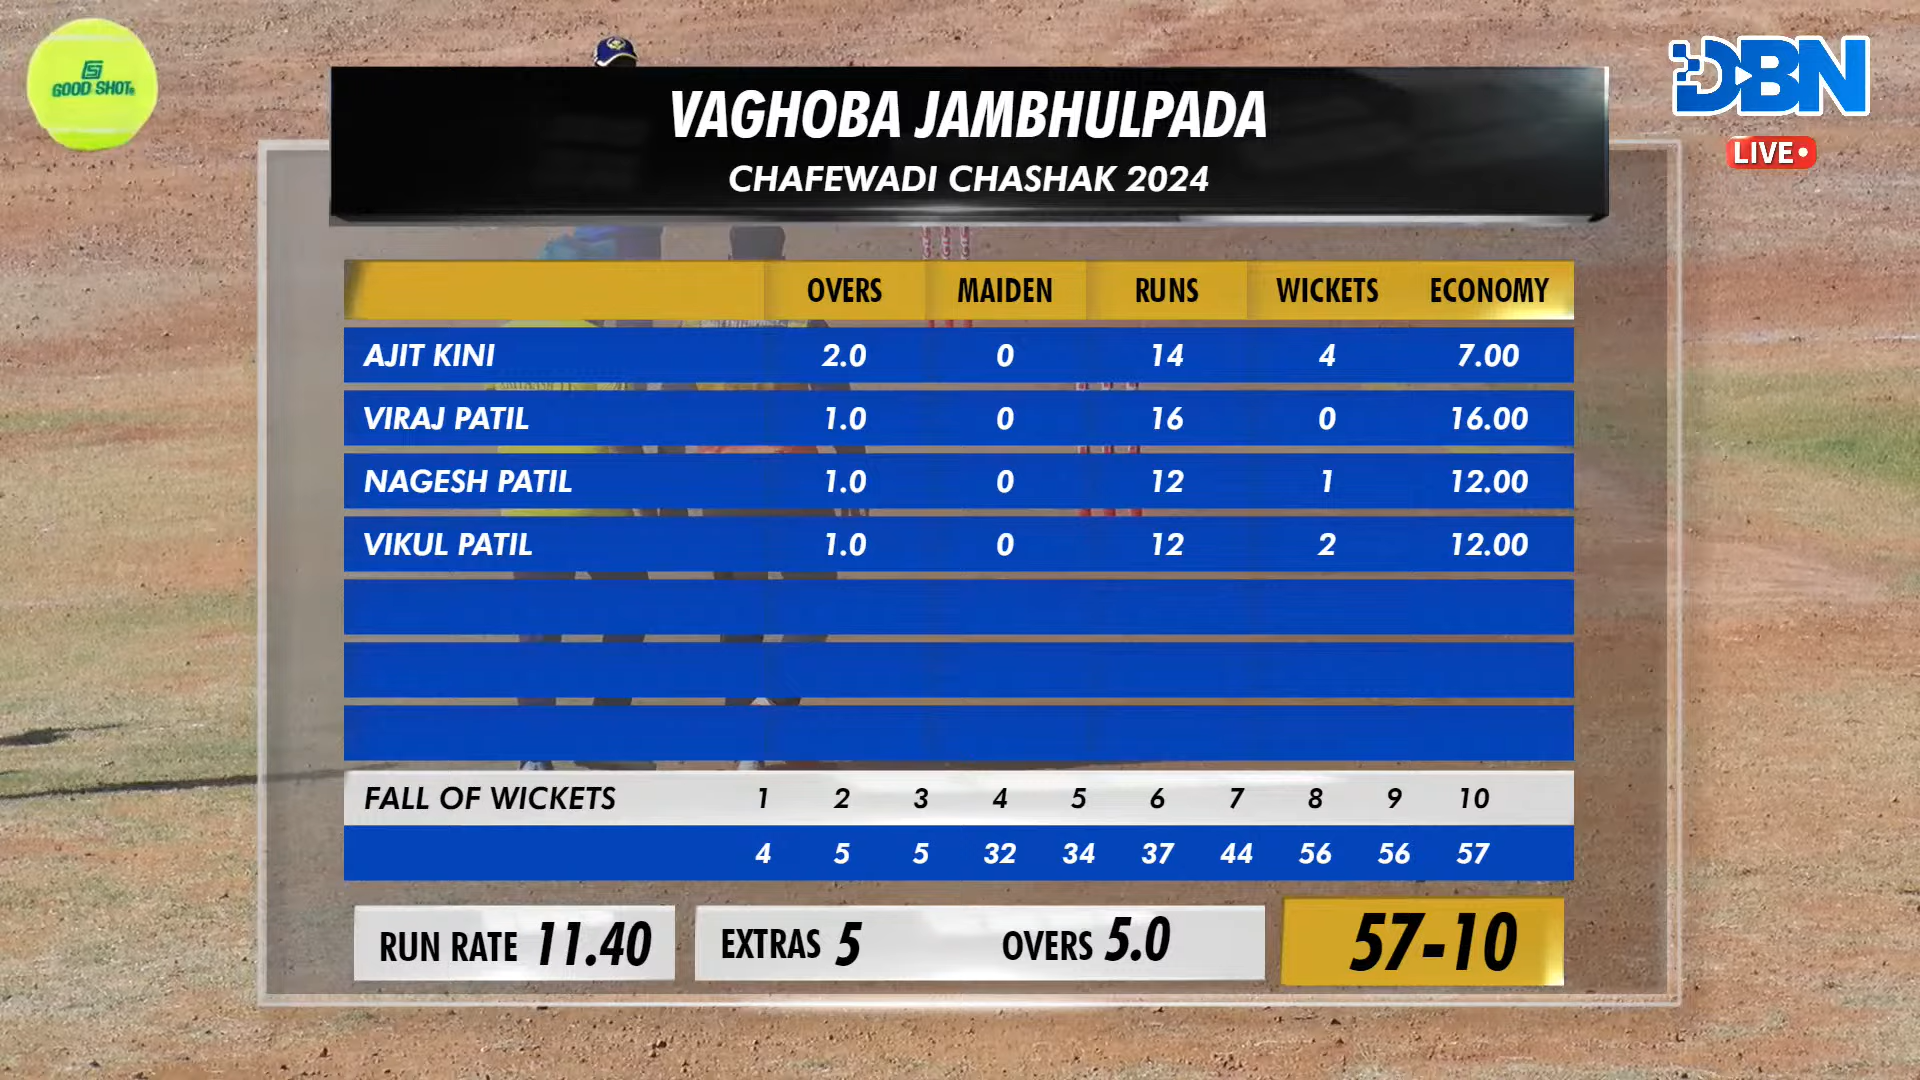 GS
GOOD SHOT
DBN
LIVE
VAGHOBA JAMBHULPADA
CHAFEWADI CHASHAK 2024
OVERS MAIDEN RUNS WICKETS ECONOMY
AJIT KINI 2.0 0 14 4 7.00
VIRAJ PATIL 1.0 0 16 0 16.00
NAGESH PATIL 1.0 0 12 1 12.00
VIKUL PATIL 1.0 0 12 2 12.00
FALL OF WICKETS 1 2 3 4 5 6 7 8 9 10
4 5 5 32 34 37 44 56 56 57
RUN RATE 11.40 EXTRAS 5 OVERS 5.0 57-10